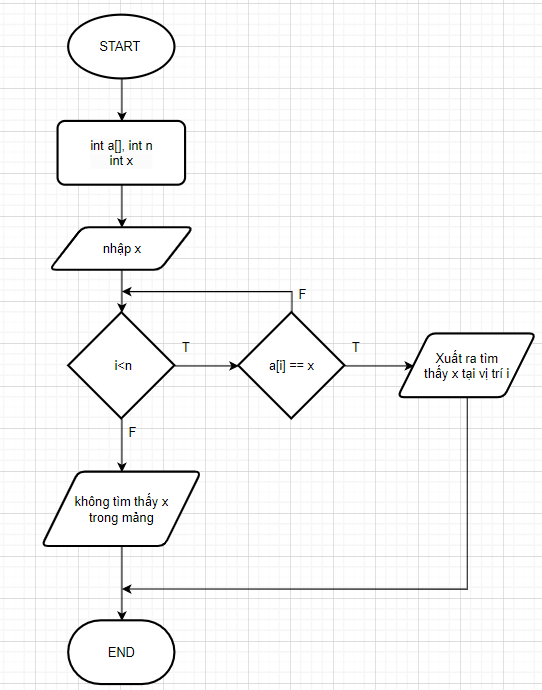 START
int a[], int n
int x
nhập x
F
i<n
T
a[i] == x
T
Xuất ra tìm
thấy x tại vị trí i
F
không tìm thấy x
trong mảng
END